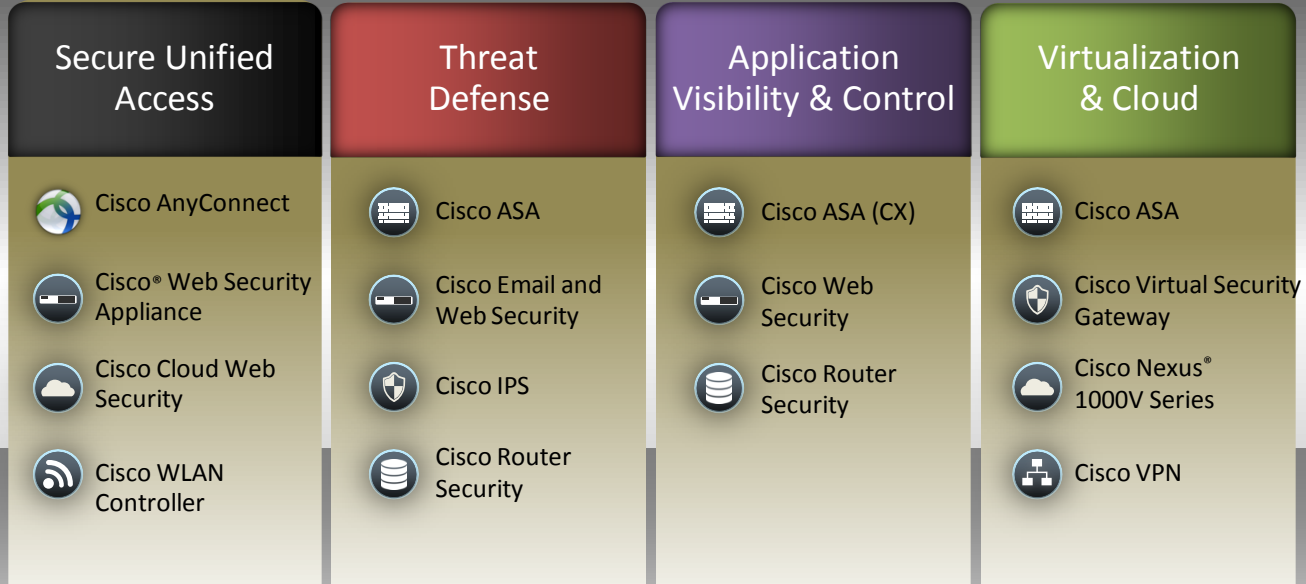 Secure Unified
Access
Cisco AnyConnect
Cisco® Web Security
Appliance
Cisco Cloud Web
Security
Cisco WLAN
Controller
Threat
Defense
Cisco ASA
Cisco Email and
Web Security
Cisco IPS
Cisco Router
Security
Application
Visibility & Control
Cisco ASA (CX)
Cisco Web
Security
Cisco Router
Security
Virtualization
& Cloud
Cisco ASA
Cisco Virtual Security
Gateway
Cisco Nexus®
1000V Series
Cisco VPN